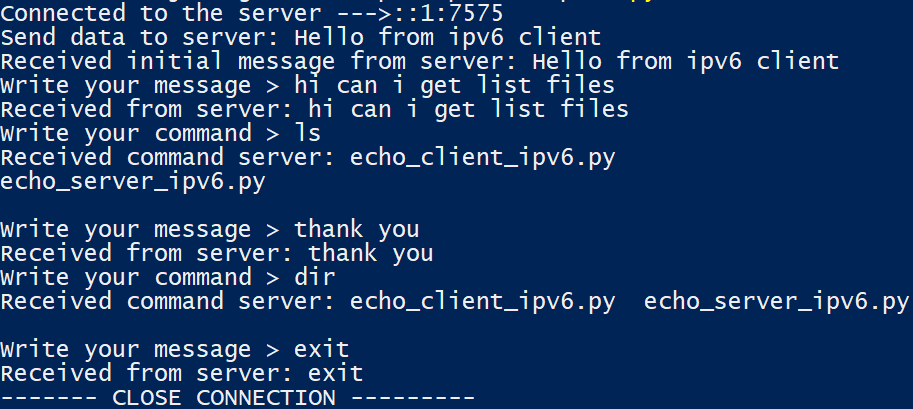 Connected to the server --->::1:7575
Send data to server: Hello from ipv6 client
Received initial message from server: Hello from ipv6 client
Write your message > hi can i get list files
Received from server: hi can i get list files
Write your command > ls
Received command server: echo_client_ipv6.py
echo_server_ipv6.py
Write your message > thank you
Received from server: thank you
Write your command > dir
Received command server: echo_client_ipv6.py  echo_server_ipv6.py
Write your message > exit
Received from server: exit
------- CLOSE CONNECTION ---------